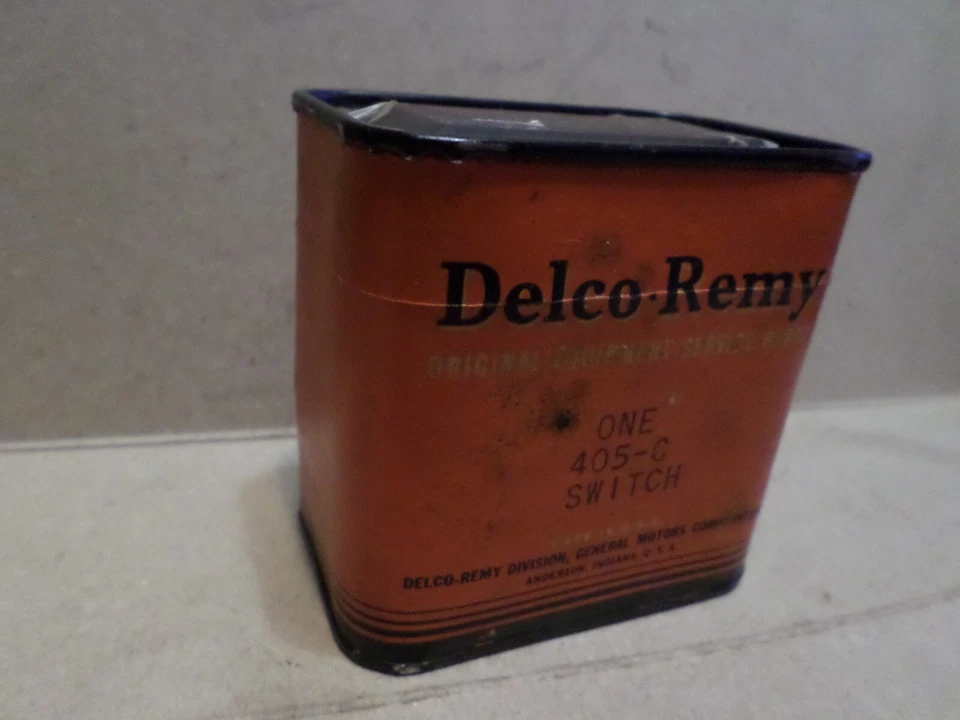 Delco-Remy
ORIGINAL EQUIPMENT SERVICE PARTS
ONE
405-C
SWITCH
DELCO-REMY DIVISION, GENERAL MOTORS CORPORATION
ANDERSON, INDIANA, U.S.A.